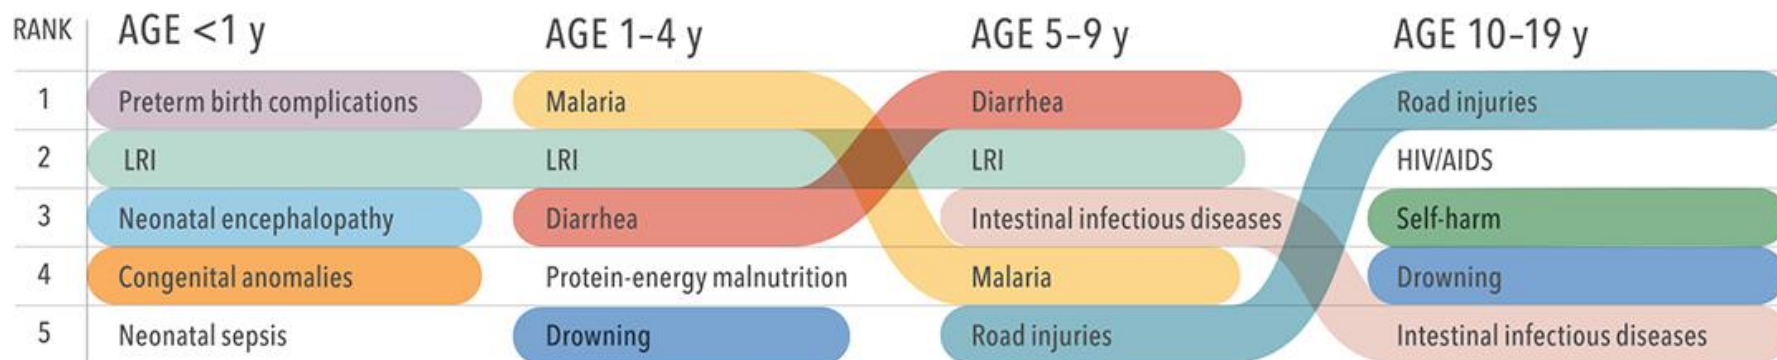 RANK AGE <1 y AGE 1–4 y AGE 5–9 y AGE 10–19 y
1 Preterm birth complications Malaria Diarrhea Road injuries
2 LRI LRI LRI HIV/AIDS
3 Neonatal encephalopathy Diarrhea Intestinal infectious diseases Self-harm
4 Congenital anomalies Protein-energy malnutrition Malaria Drowning
5 Neonatal sepsis Drowning Road injuries Intestinal infectious diseases